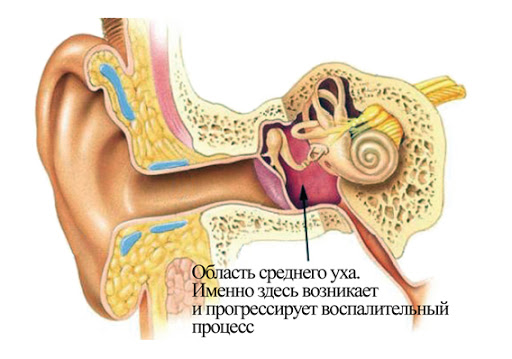 Область среднего уха.
Именно здесь возникает
и прогрессирует воспалительный
процесс